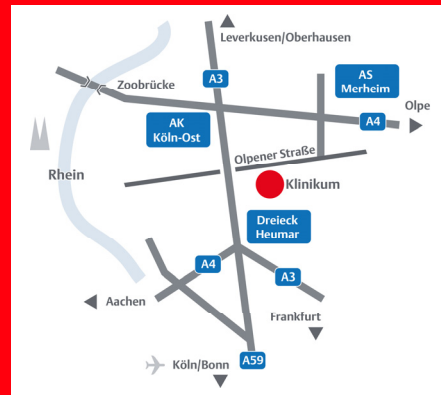 Leverkusen/Oberhausen
A3
Zoobrücke
AS
Merheim
Olpe
A4
AK
Köln-Ost
Olpener Straße
Rhein
Klinikum
Dreieck
Heumar
A4
A3
Aachen
Frankfurt
Köln/Bonn
A59